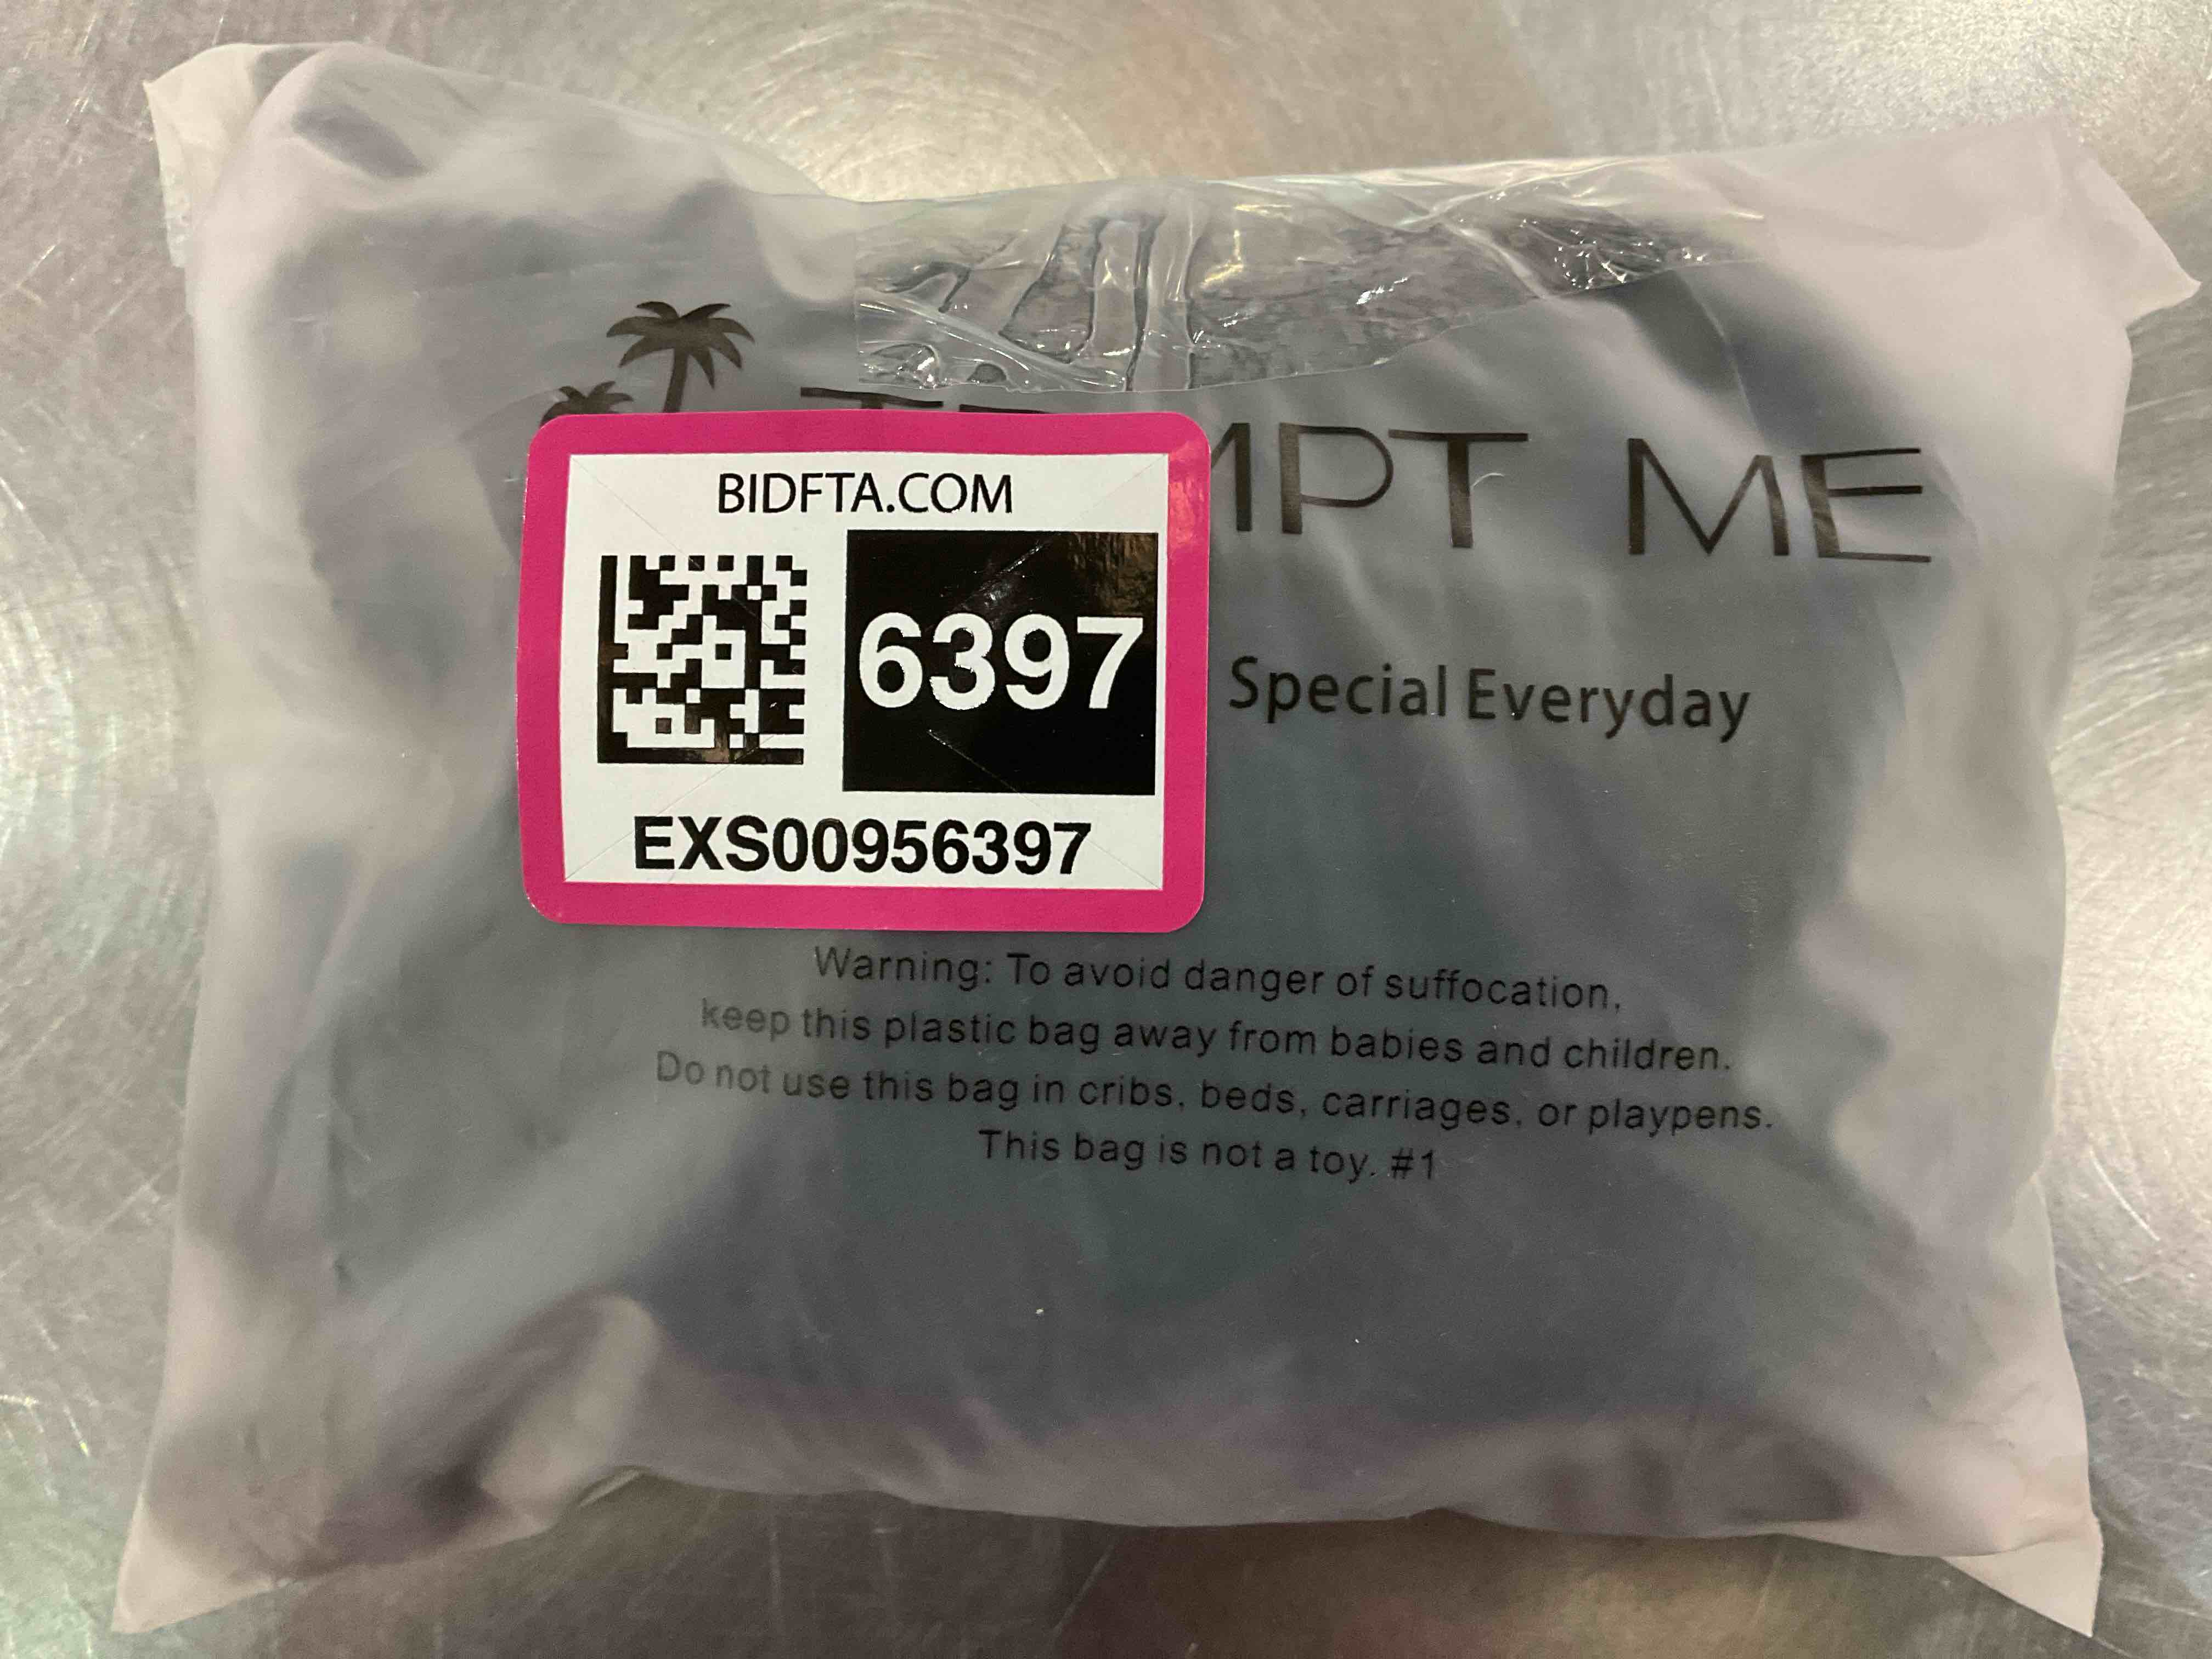 MPT ME
BIDFTA.COM
6397
EXS00956397
Special Everyday
Warning: To avoid danger of suffocation,
keep this plastic bag away from babies and children.
Do not use this bag in cribs, beds, carriages, or playpens.
This bag is not a toy. #1